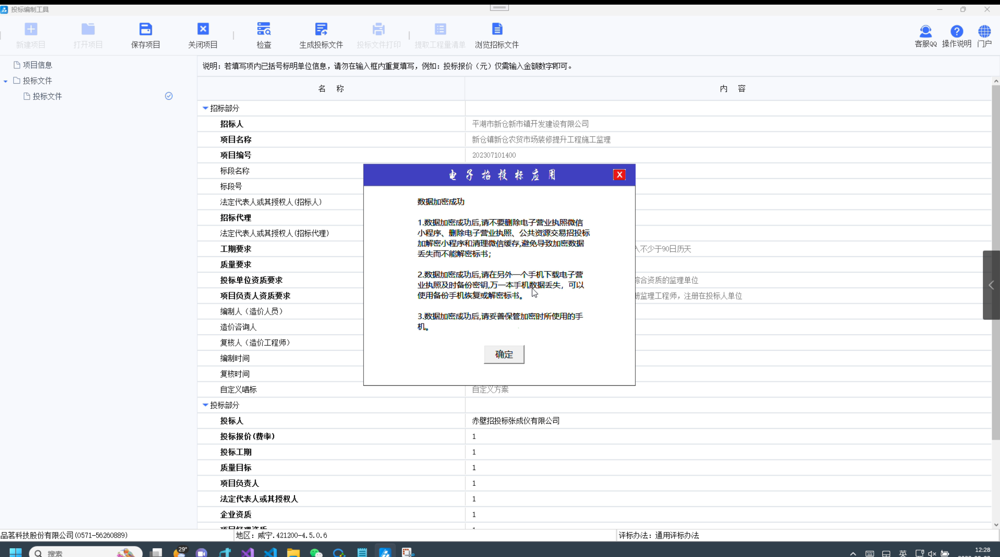 投标编制工具
新建项目
打开项目
保存项目
关闭项目
检查
生成投标文件
投标文件打印
提取工程量清单
浏览招标文件
客服QQ
操作说明
门户
项目信息
投标文件
投标文件
说明：若填写项内已括号标明单位信息，请勿在输入框内重复填写，例如：投标报价（元）仅需输入金额数字即可。
名 称
内 容
招标部分
招标人
平湖市新仓新市镇开发建设有限公司
项目名称
新仓镇新仓农贸市场装修提升工程施工监理
项目编号
202307101400
标段名称
标段号
法定代表人或其授权人(招标人)
招标代理
法定代表人或其授权人(招标代理)
工期要求
不少于90日历天
质量要求
投标单位资质要求
综合资质的监理单位
项目负责人资质要求
监理工程师，注册在投标人单位
编制人（造价人员）
造价咨询人
复核人（造价工程师）
编制时间
复核时间
自定义唱标
自定义方案
电子招投标应用
X
数据加密成功
1.数据加密成功后,请不要删除电子营业执照微信
小程序、删除电子营业执照、公共资源交易招投标
加解密小程序和清理微信缓存,避免导致加密数据
丢失而不能解密标书；
2.数据加密成功后,请在另外一个手机下载电子营
业执照及时备份密钥,万一本手机数据丢失，可以
使用备份手机恢复或解密标书。
3.数据加密成功后,请妥善保管加密时所使用的手
机。
确定
投标部分
投标人
赤壁招投标张成仪有限公司
投标报价(费率)
1
投标工期
1
质量目标
1
项目负责人
1
法定代表人或其授权人
1
企业资质
1
品茗科技股份有限公司(0571-56260889)
地区：咸宁.421200-4.5.0.6
评标办法：通用评标办法
搜索
29°
英
12:28